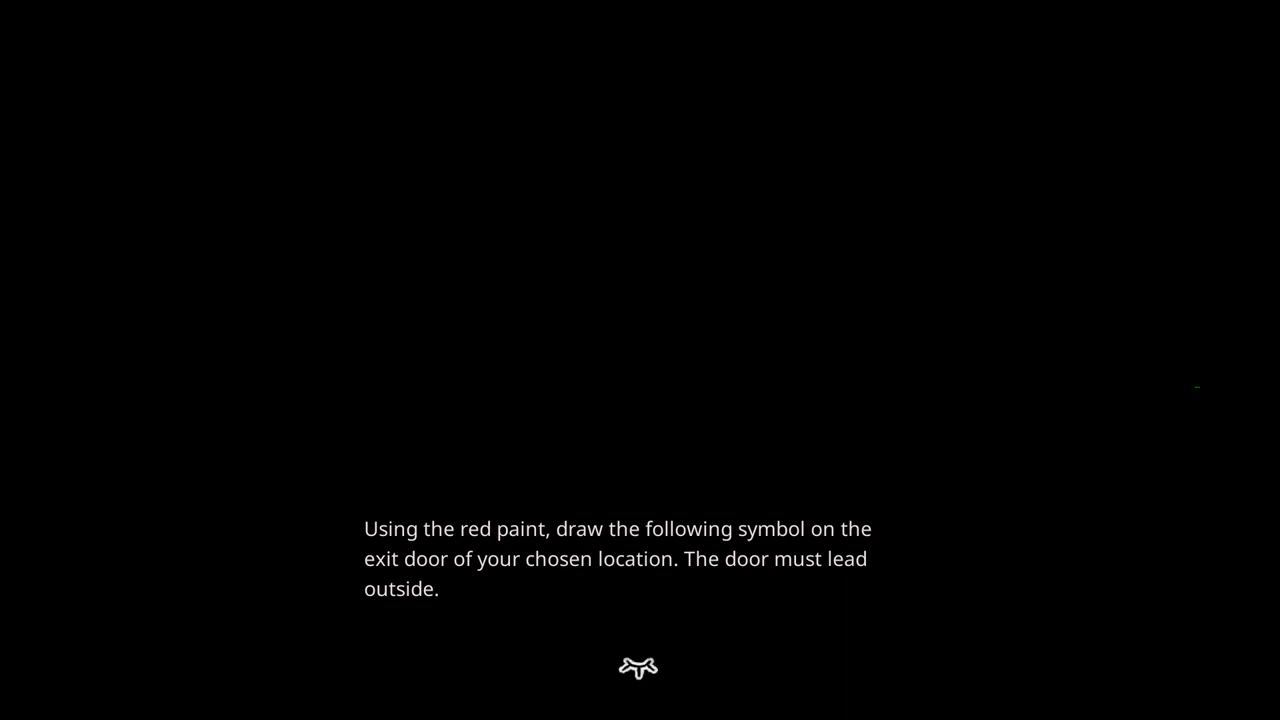 Using the red paint, draw the following symbol on the
exit door of your chosen location. The door must lead
outside.